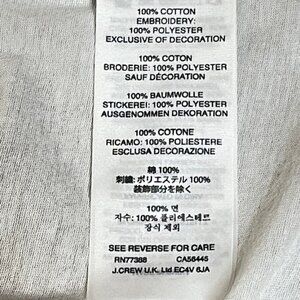 100% COTTON
EMBROIDERY:
100% POLYESTER
EXCLUSIVE OF DECORATION
100% COTON
BRODERIE: 100% POLYESTER
SAUF DÉCORATION
100% BAUMWOLLE
STICKEREI: 100% POLYESTER
AUSGENOMMEN DEKORATION
100% COTONE
RICAMO: 100% POLIESTERE
ESCLUSA DECORAZIONE
綿 100%
刺繍: ポリエステル 100%
装飾部分を除く
100% 면
자수: 100% 폴리에스테르
장식 제외
SEE REVERSE FOR CARE
RN77388 CA56445
J.CREW U.K. Ltd EC4V 6JA